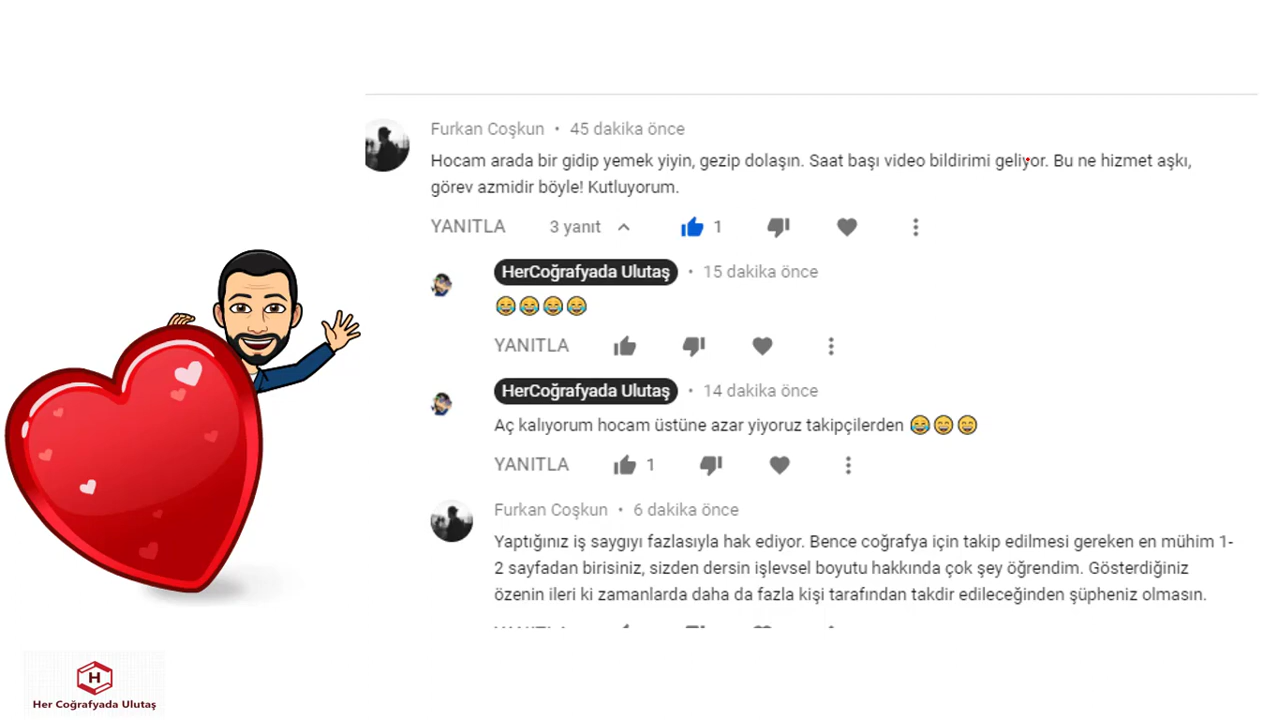 Furkan Coşkun • 45 dakika önce
Hocam arada bir gidip yemek yiyin, gezip dolaşın. Saat başı video bildirimi geliyor. Bu ne hizmet aşkı,
görev azmidir böyle! Kutluyorum.
YANITLA 3 yanıt 1
HerCoğrafyada Ulutaş • 15 dakika önce
😂😂😂😂
YANITLA
HerCoğrafyada Ulutaş • 14 dakika önce
Aç kalıyorum hocam üstüne azar yiyoruz takipçilerden 😂😄😄
YANITLA 1
Furkan Coşkun • 6 dakika önce
Yaptığınız iş saygıyı fazlasıyla hak ediyor. Bence coğrafya için takip edilmesi gereken en mühim 1-
2 sayfadan birisiniz, sizden dersin işlevsel boyutu hakkında çok şey öğrendim. Gösterdiğiniz
özenin ileri ki zamanlarda daha da fazla kişi tarafından takdir edileceğinden şüpheniz olmasın.
H
Her Coğrafyada Ulutaş